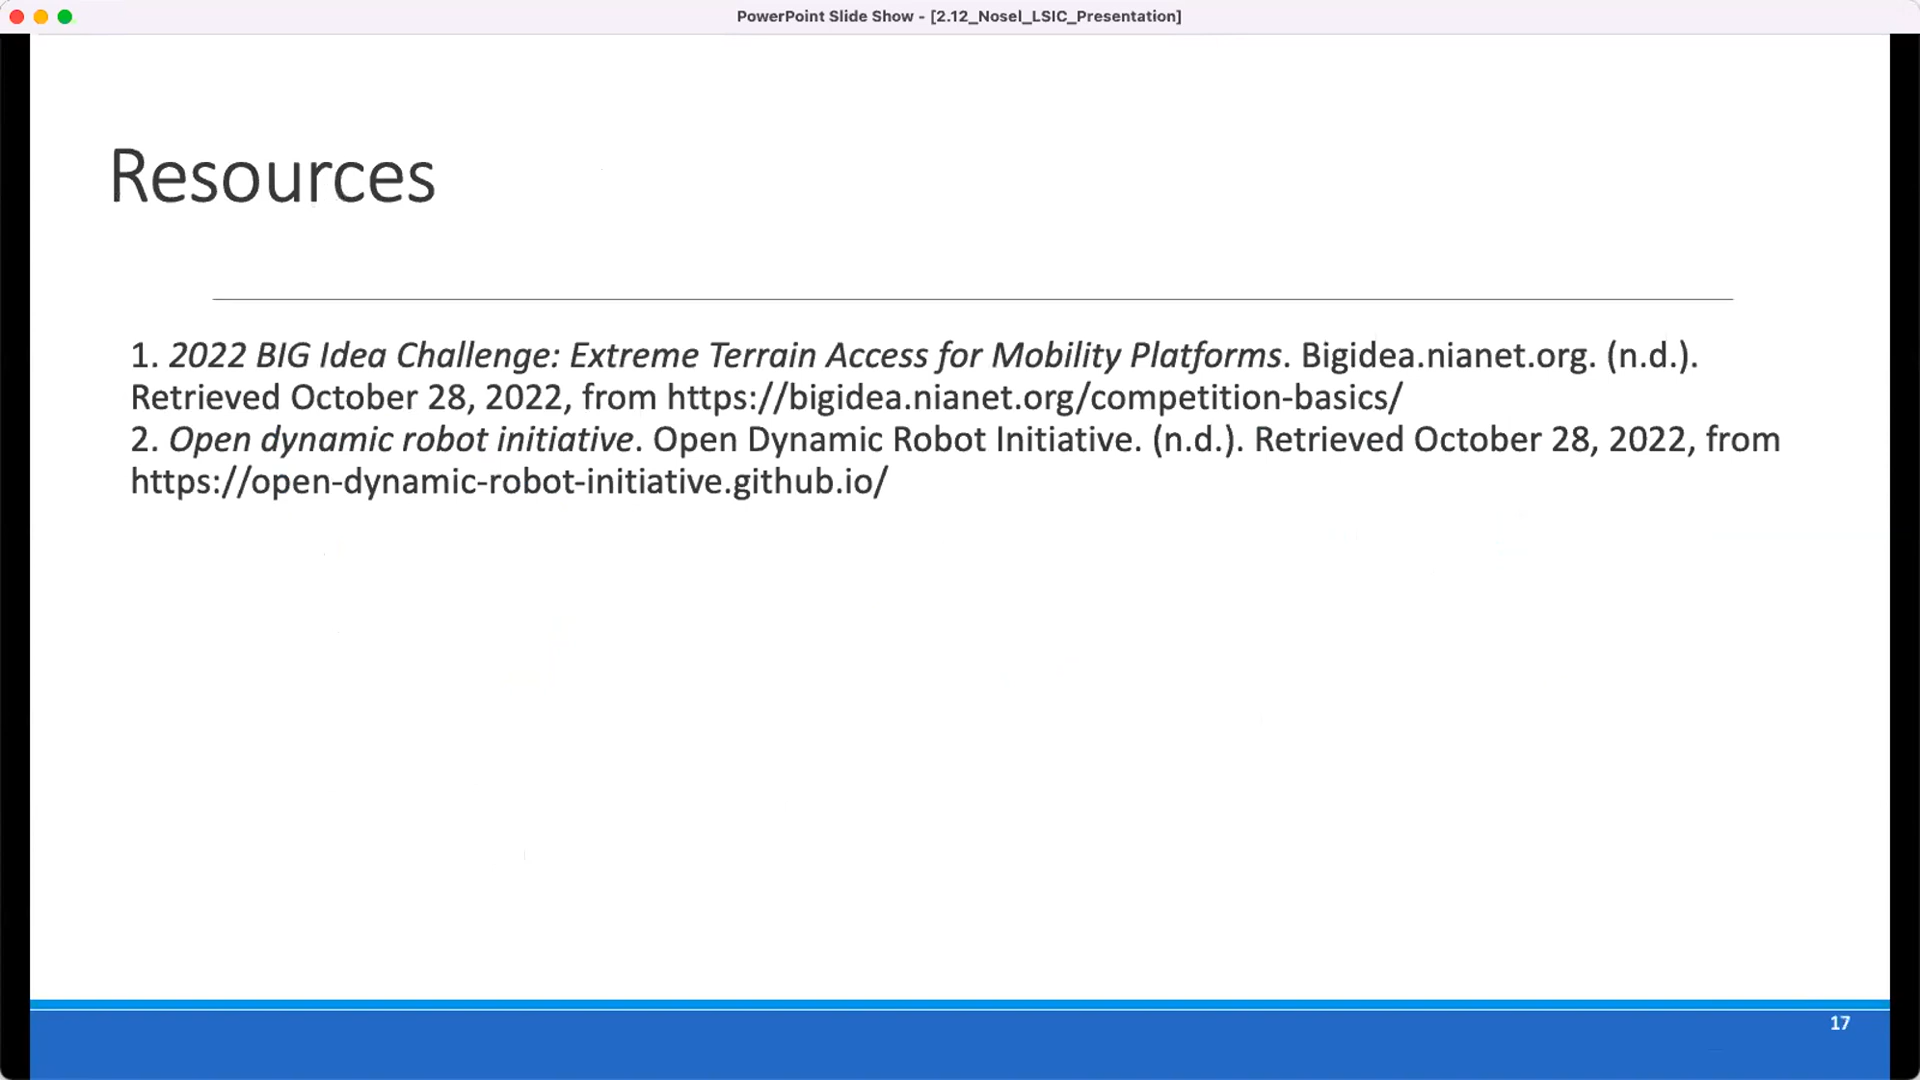 PowerPoint Slide Show - [2.12_Nosel_LSIC_Presentation]
Resources
1. 2022 BIG Idea Challenge: Extreme Terrain Access for Mobility Platforms. Bigidea.nianet.org. (n.d.).
Retrieved October 28, 2022, from https://bigidea.nianet.org/competition-basics/
2. Open dynamic robot initiative. Open Dynamic Robot Initiative. (n.d.). Retrieved October 28, 2022, from
https://open-dynamic-robot-initiative.github.io/
17